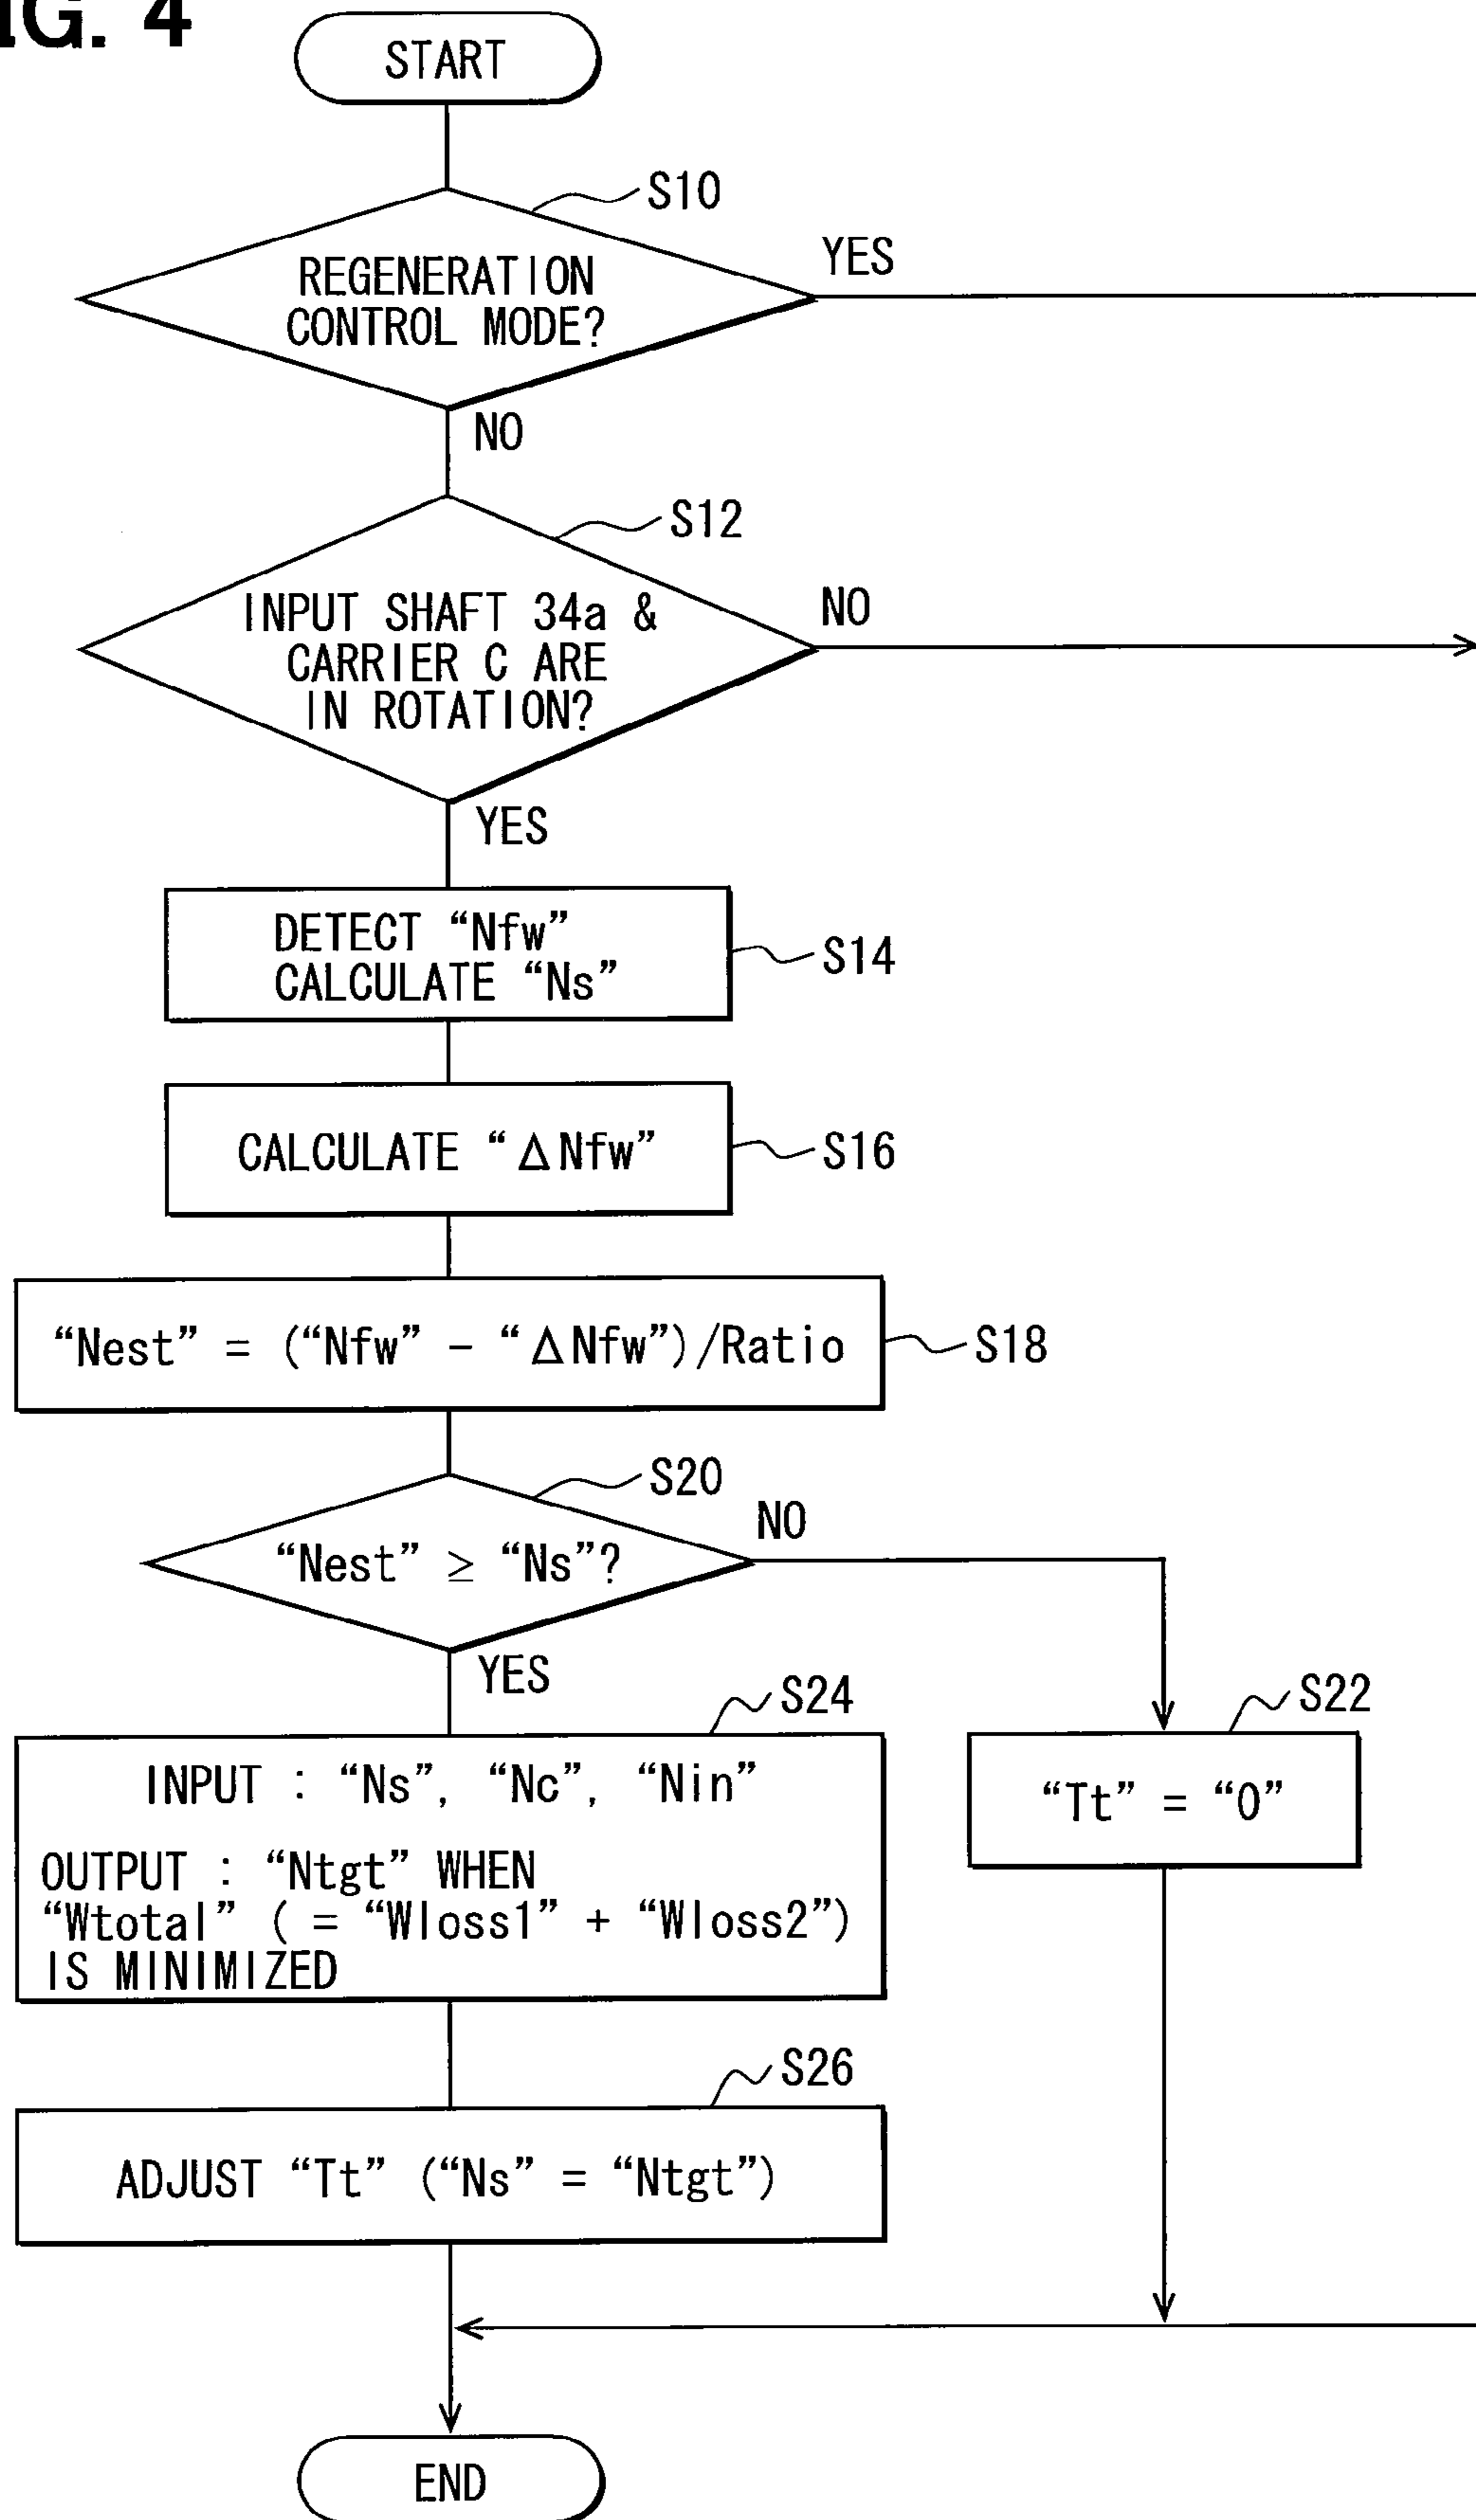 IG. 4
START
S10
REGENERATION
CONTROL MODE?
YES
NO
S12
INPUT SHAFT 34a &
CARRIER C ARE
IN ROTATION?
NO
YES
DETECT “Nfw”
CALCULATE “Ns”
S14
CALCULATE “ΔNfw”
S16
“Nest” = (“Nfw” − “ΔNfw”)/Ratio
S18
S20
“Nest” ≥ “Ns”?
NO
YES
S24
INPUT : “Ns”, “Nc”, “Nin”
OUTPUT : “Ntgt” WHEN
“Wtotal” ( = “Wloss1” + “Wloss2”)
IS MINIMIZED
S22
“Tt” = “0”
S26
ADJUST “Tt” (“Ns” = “Ntgt”)
END